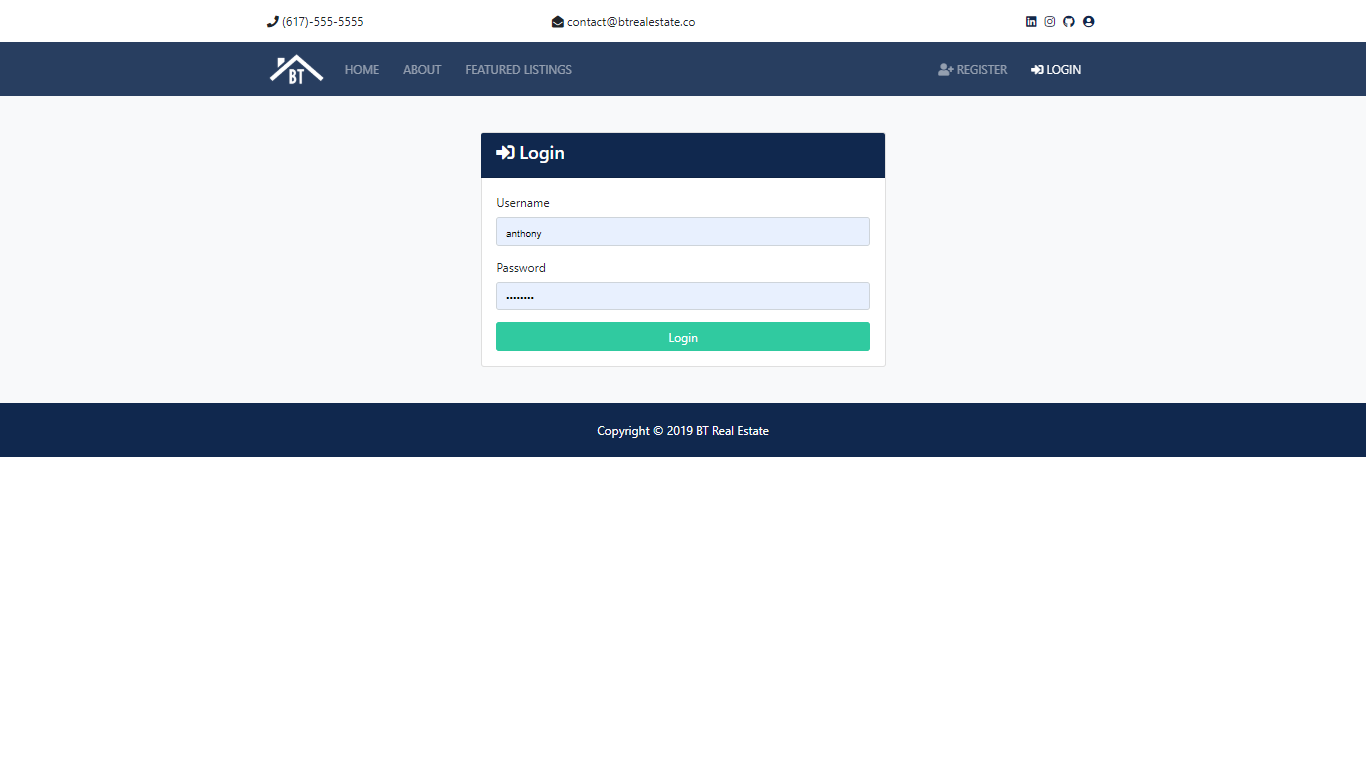 (617)-555-5555 contact@btrealestate.co
BT HOME ABOUT FEATURED LISTINGS REGISTER LOGIN
Login
Username
anthony
Password
••••••••
Login
Copyright © 2019 BT Real Estate